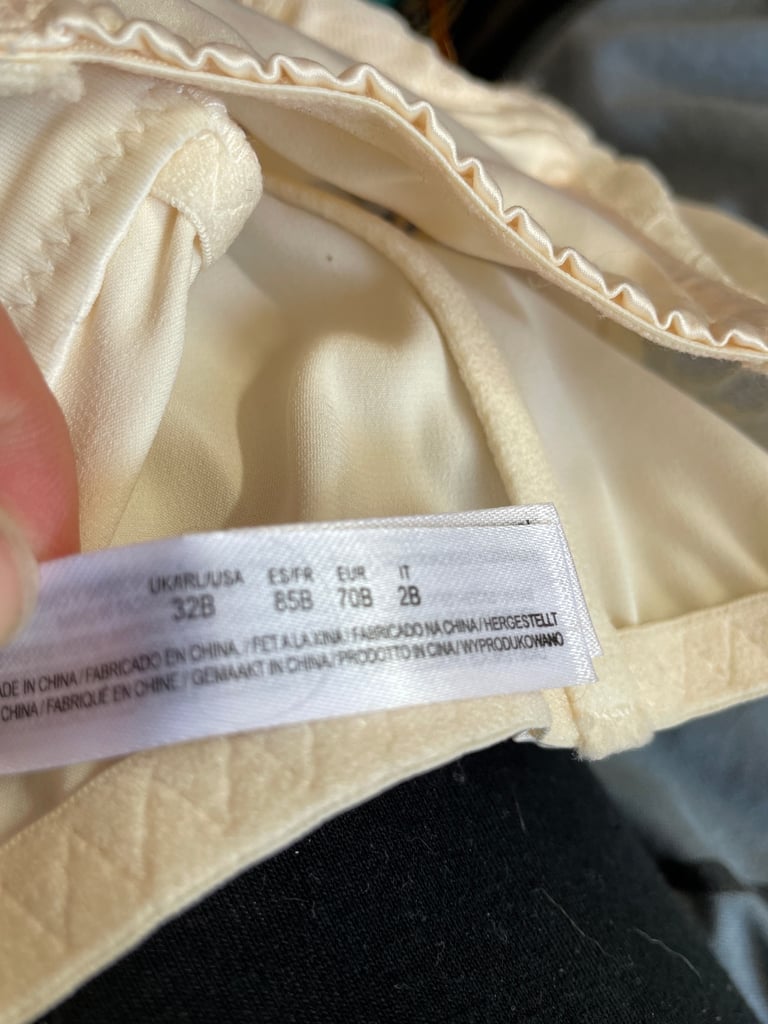 UK/IRL/USA ES/FR EUR IT
32B 85B 70B 2B
ADE IN CHINA / FABRICADO EN CHINA / FET A LA XINA / FABRICADO NA CHINA / HERGESTELLT
CHINA / FABRIQUÉ EN CHINE / GEMAAKT IN CHINA / PRODOTTO IN CINA / WYPRODUKOWANO